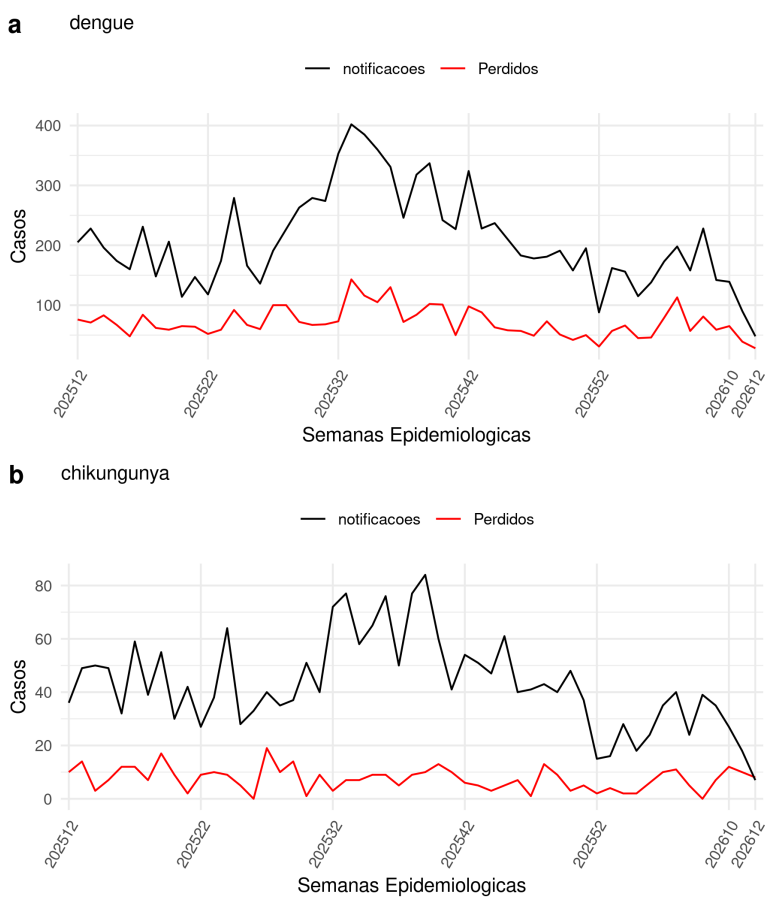 a dengue
notificacoes Perdidos
400
300
200
100
Casos
202512 202522 202532 202542 202552 202610 202612
Semanas Epidemiologicas
b chikungunya
notificacoes Perdidos
80
60
40
20
0
Casos
202512 202522 202532 202542 202552 202610 202612
Semanas Epidemiologicas